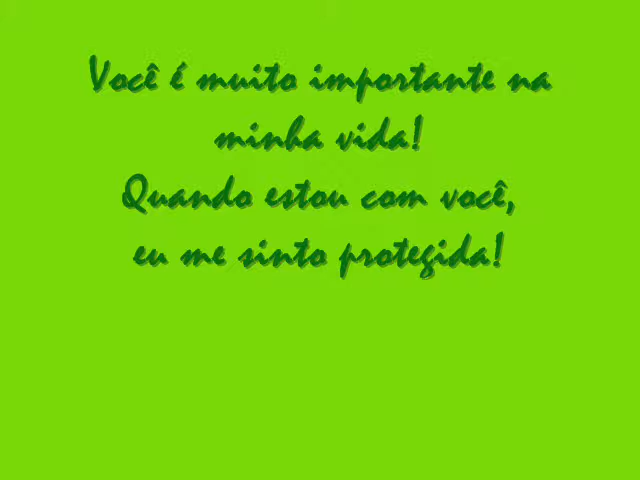 Você é muito importante na
minha vida!
Quando estou com você,
eu me sinto protegida!